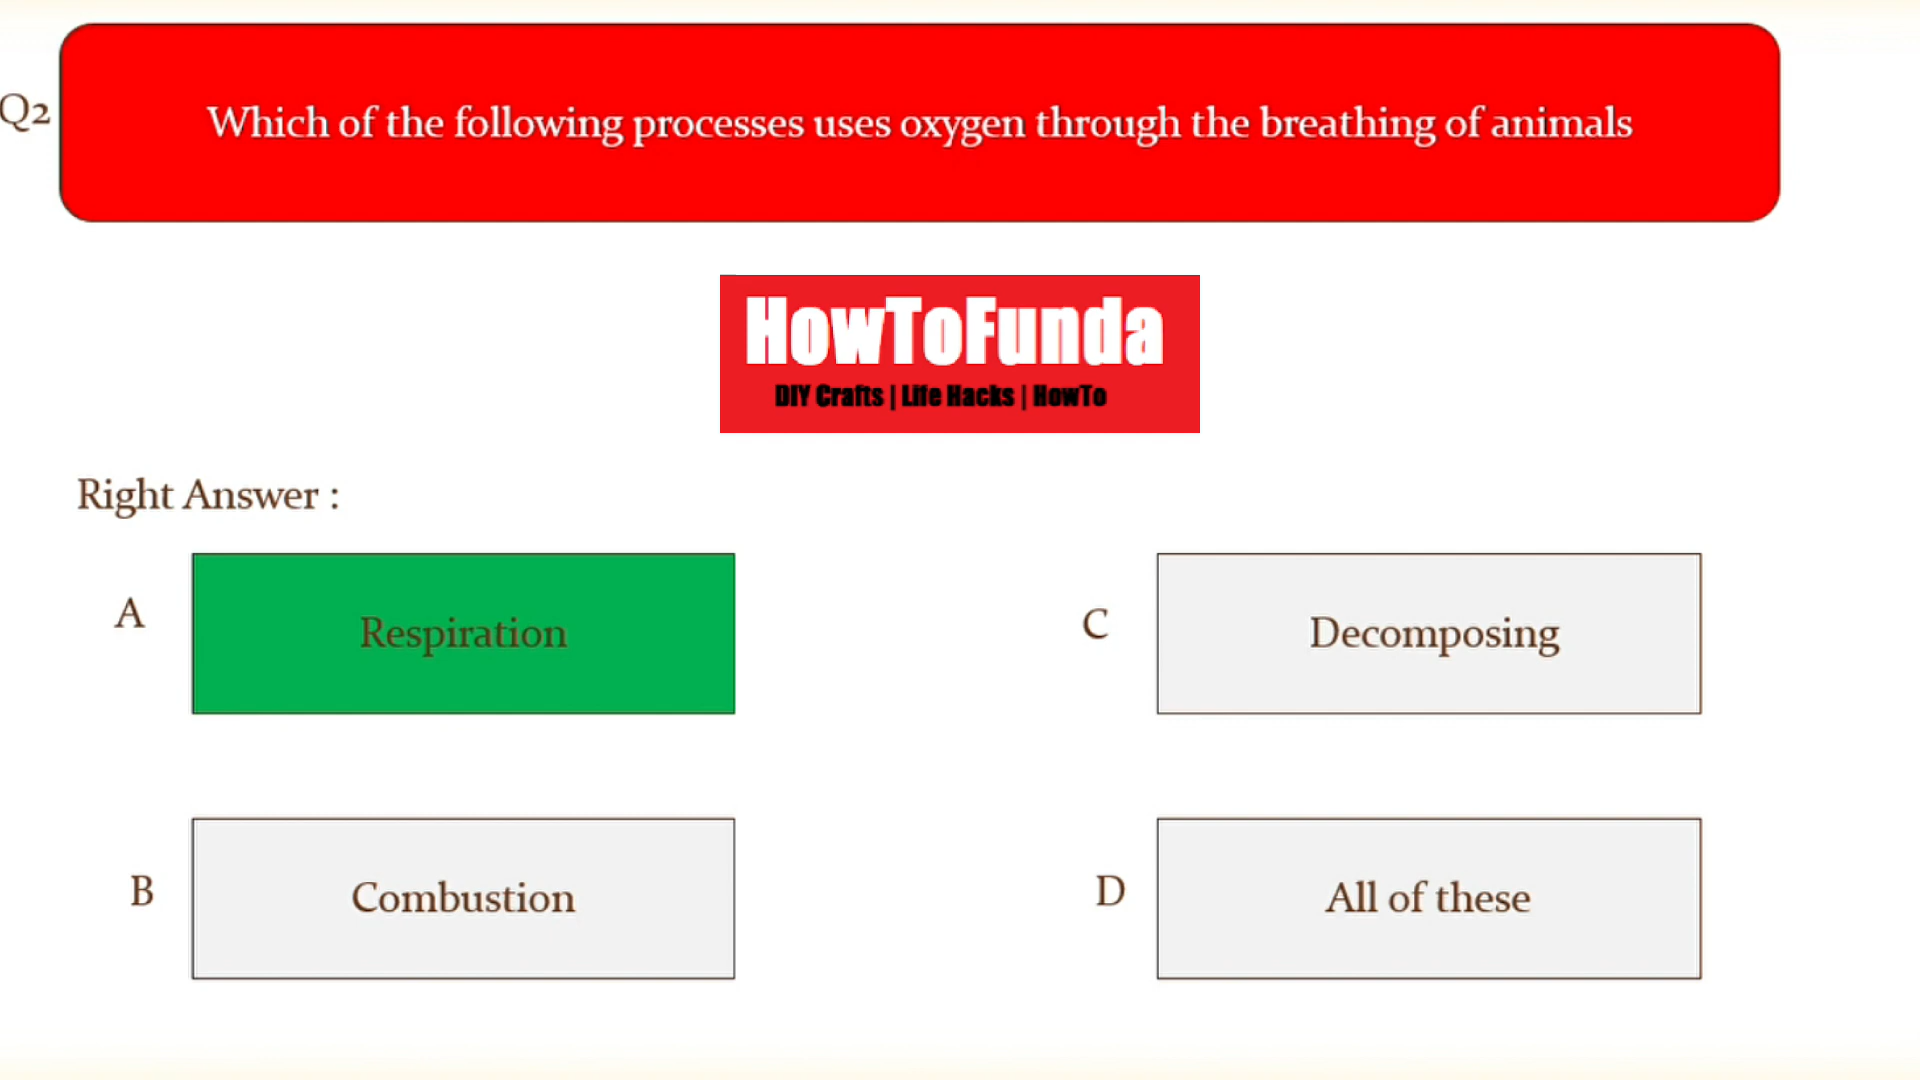 Q2
Which of the following processes uses oxygen through the breathing of animals
HowToFunda
DIY Crafts | Life Hacks | HowTo
Right Answer :
A
Respiration
C
Decomposing
B
Combustion
D
All of these